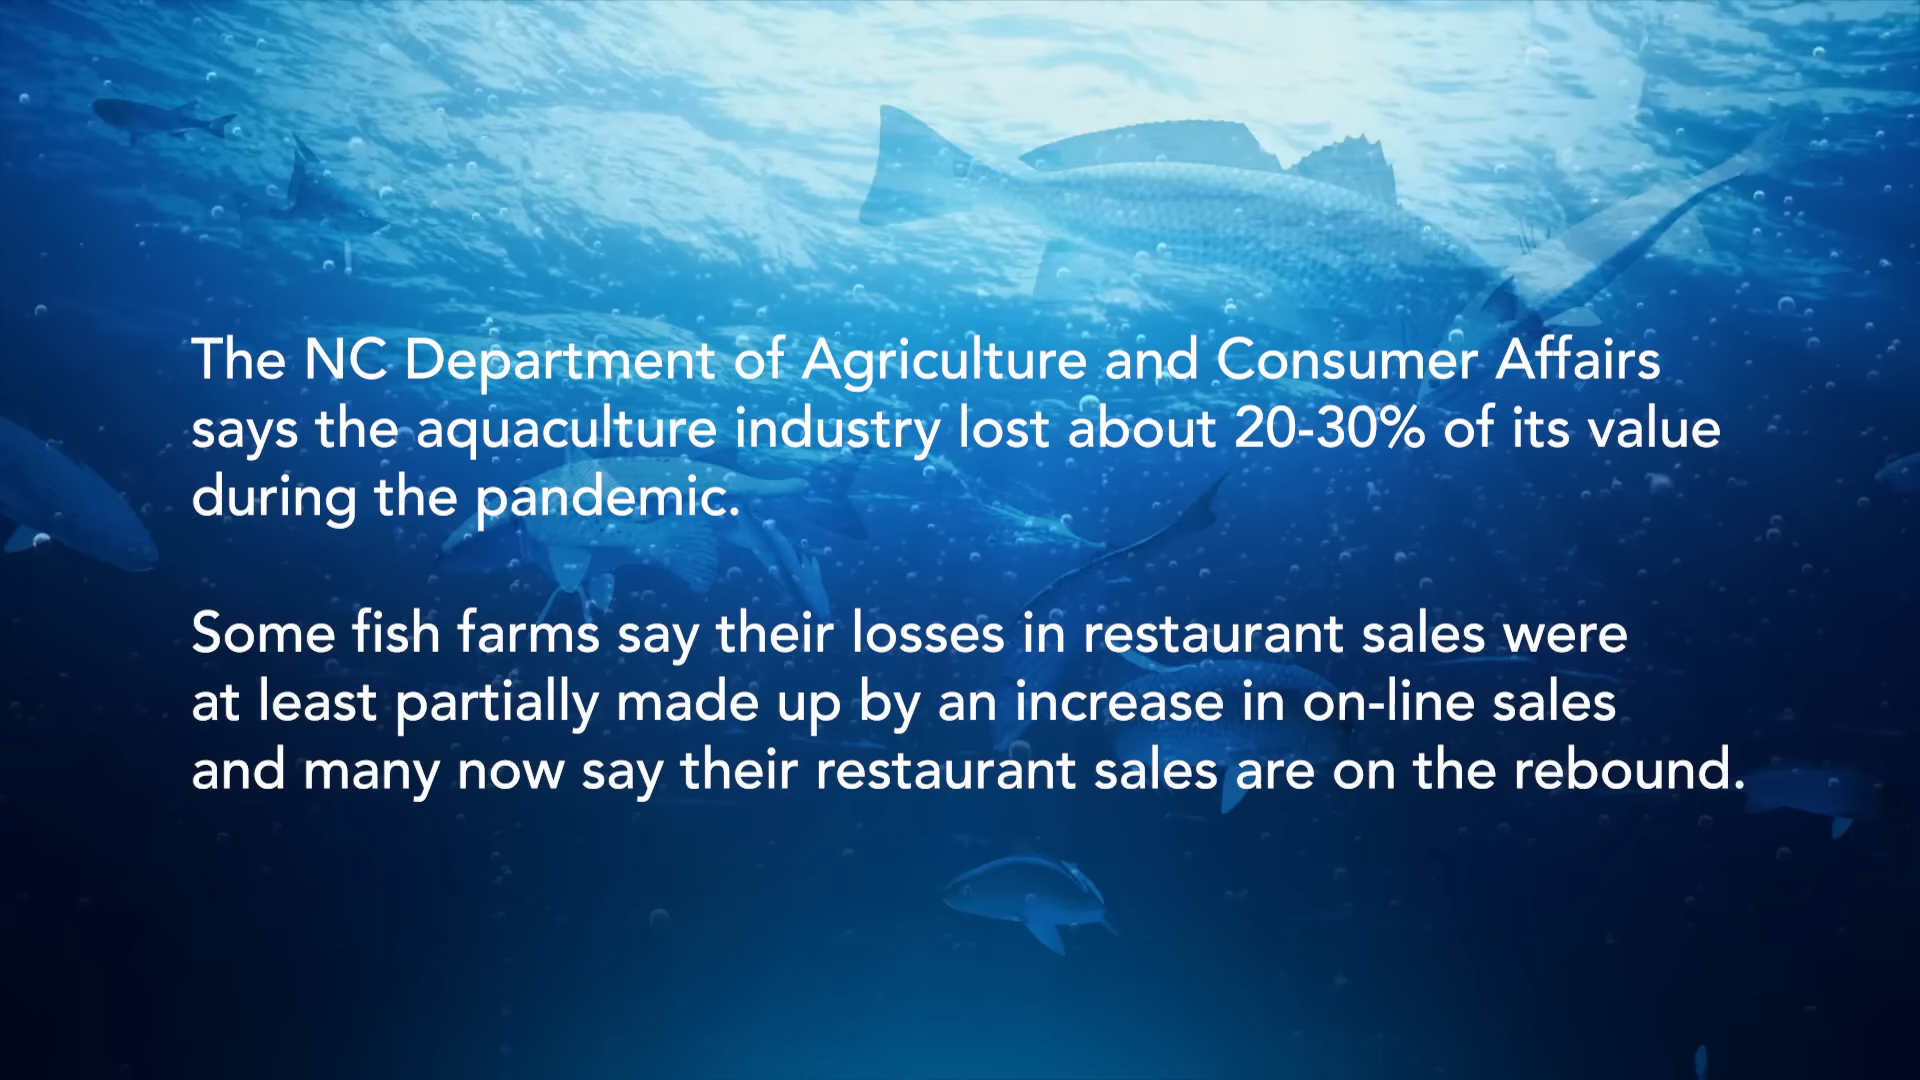 The NC Department of Agriculture and Consumer Affairs
says the aquaculture industry lost about 20-30% of its value
during the pandemic.
Some fish farms say their losses in restaurant sales were
at least partially made up by an increase in on-line sales
and many now say their restaurant sales are on the rebound.